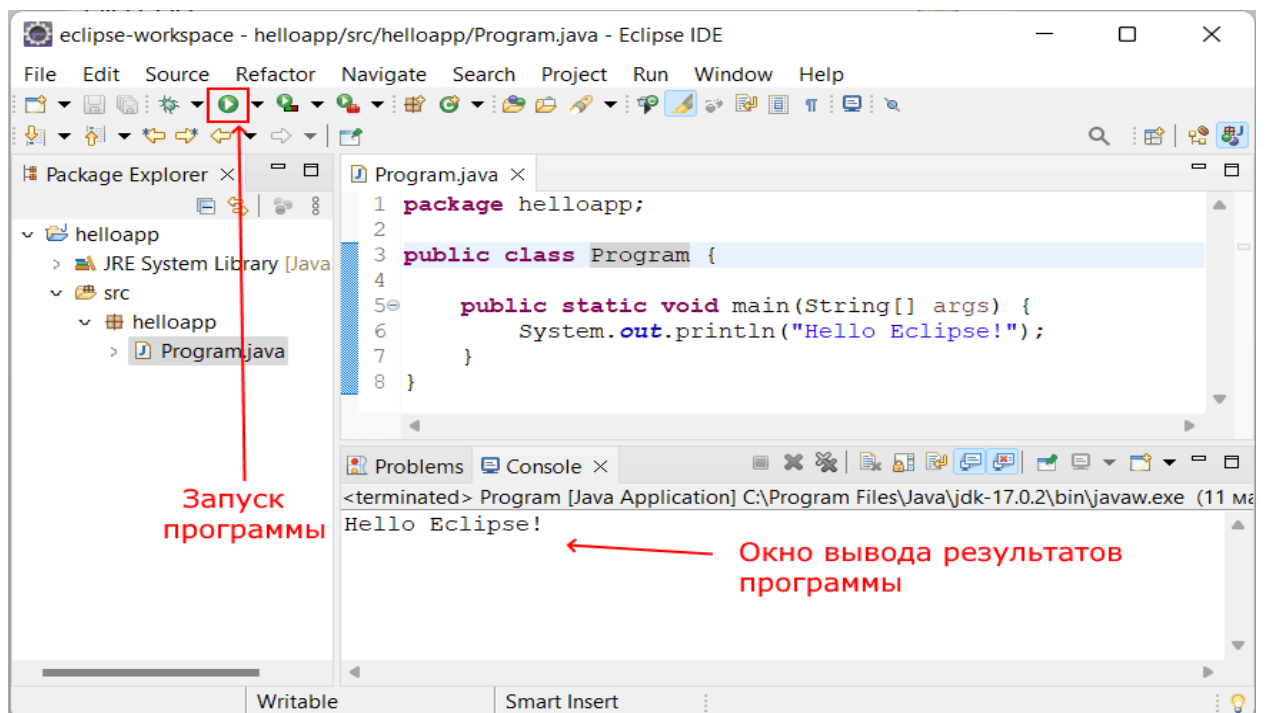 eclipse-workspace - helloapp/src/helloapp/Program.java - Eclipse IDE
File Edit Source Refactor Navigate Search Project Run Window Help
Package Explorer
helloapp
JRE System Library [Java
src
helloapp
Program.java
Program.java
1 package helloapp;
2
3 public class Program {
4
5 public static void main(String[] args) {
6 System.out.println("Hello Eclipse!");
7 }
8 }
Problems Console
<terminated> Program [Java Application] C:\Program Files\Java\jdk-17.0.2\bin\javaw.exe (11 ма
Hello Eclipse!
Запуск
программы
Окно вывода результатов
программы
Writable Smart Insert